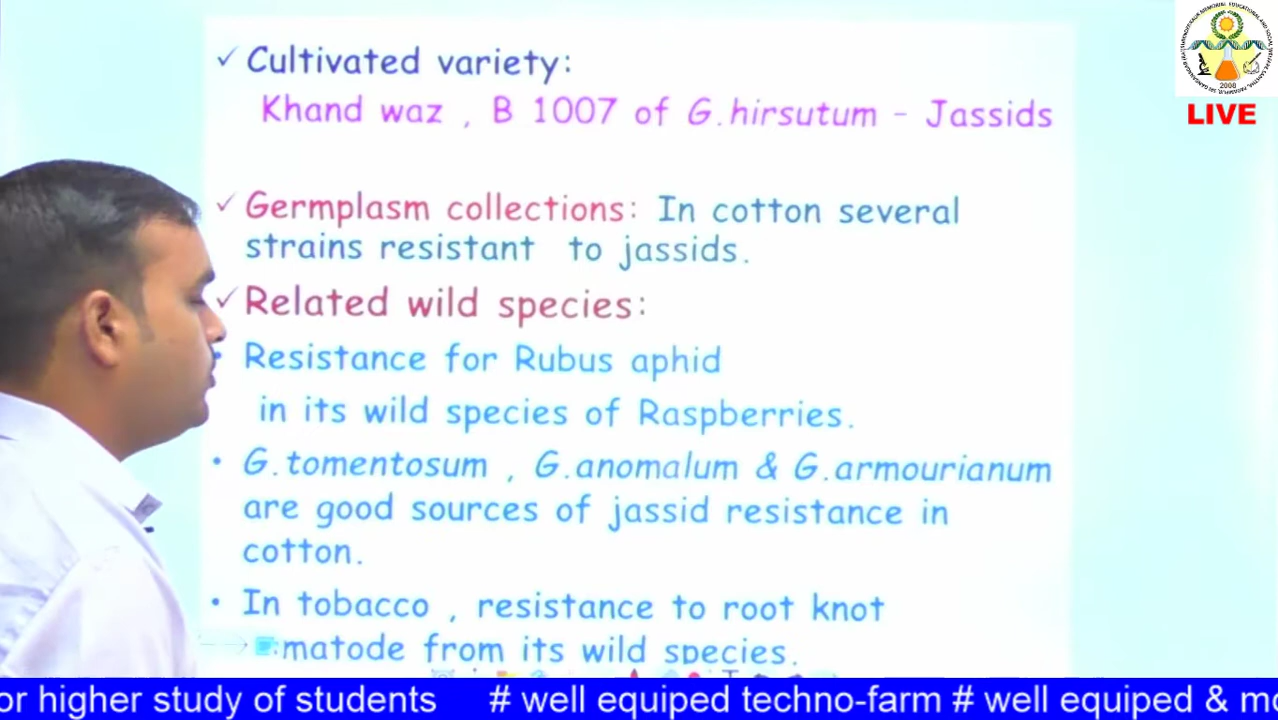 ✓ Cultivated variety:
Khand waz , B 1007 of G.hirsutum - Jassids
LIVE
✓ Germplasm collections: In cotton several
strains resistant to jassids.
✓ Related wild species:
• Resistance for Rubus aphid
in its wild species of Raspberries.
• G.tomentosum , G.anomalum & G.armourianum
are good sources of jassid resistance in
cotton.
• In tobacco , resistance to root knot
matode from its wild species.
or higher study of students # well equiped techno-farm # well equiped & mo
2008